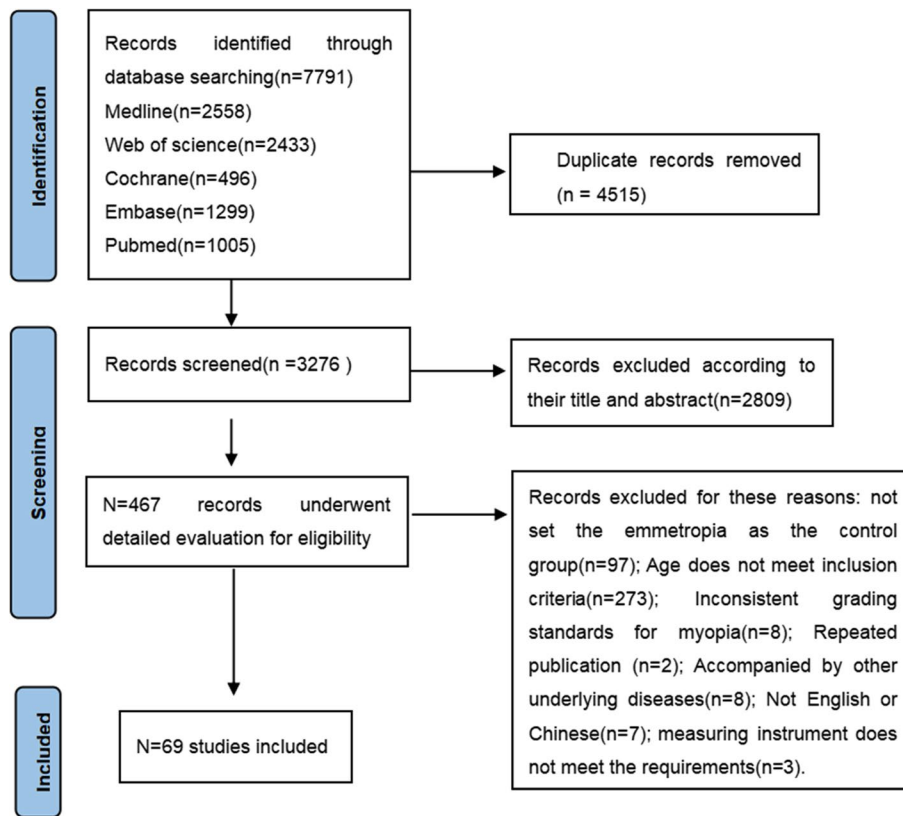 Identification
Records identified through
database searching(n=7791)
Medline(n=2558)
Web of science(n=2433)
Cochrane(n=496)
Embase(n=1299)
Pubmed(n=1005)
Duplicate records removed
(n = 4515)
Screening
Records screened(n =3276 )
Records excluded according to
their title and abstract(n=2809)
N=467 records underwent
detailed evaluation for eligibility
Records excluded for these reasons: not
set the emmetropia as the control
group(n=97); Age does not meet inclusion
criteria(n=273); Inconsistent grading
standards for myopia(n=8); Repeated
publication (n=2); Accompanied by other
underlying diseases(n=8); Not English or
Chinese(n=7); measuring instrument does
not meet the requirements(n=3).
Included
N=69 studies included